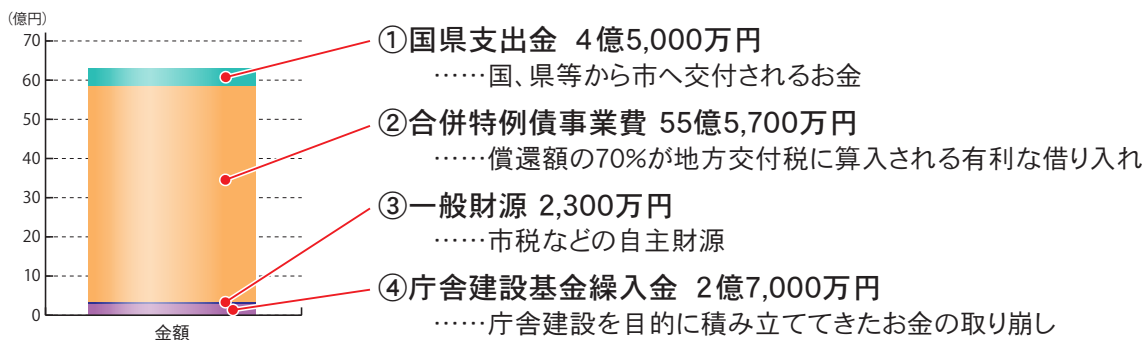 (億円)
70
60
50
40
30
20
10
0
金額
①国県支出金 4億5,000万円
……国、県等から市へ交付されるお金
②合併特例債事業費 55億5,700万円
……償還額の70%が地方交付税に算入される有利な借り入れ
③一般財源 2,300万円
……市税などの自主財源
④庁舎建設基金繰入金 2億7,000万円
……庁舎建設を目的に積み立ててきたお金の取り崩し